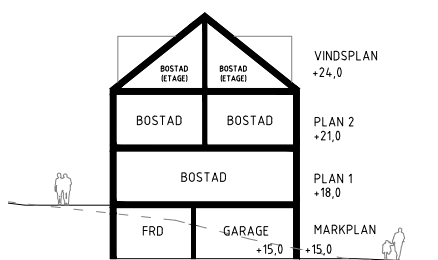 VINDSPLAN
+24,0
BOSTAD
(ETAGE)
BOSTAD
(ETAGE)
BOSTAD
BOSTAD
PLAN 2
+21,0
BOSTAD
PLAN 1
+18,0
FRD
GARAGE
+15,0
MARKPLAN
+15,0